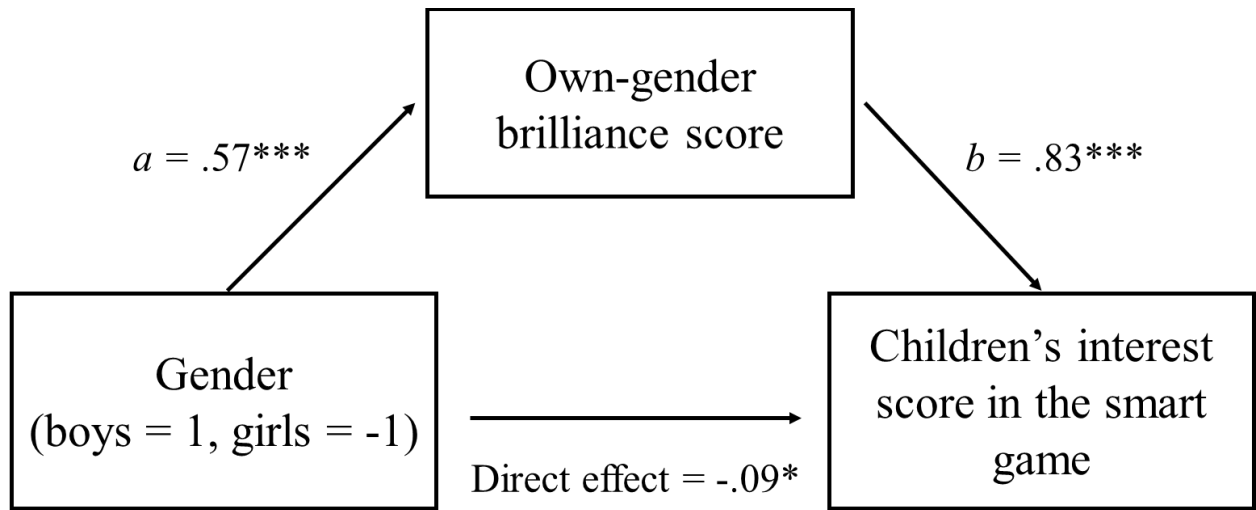 Own-gender
brilliance score
a = .57***
b = .83***
Gender
(boys = 1, girls = -1)
Children’s interest
score in the smart
game
Direct effect = -.09*